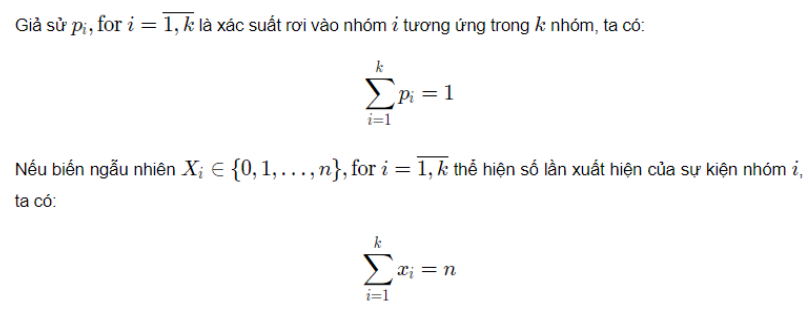 Giả sử $p_i, \text{for } i = \overline{1,k}$ là xác suất rơi vào nhóm $i$ tương ứng trong $k$ nhóm, ta có:
$$\sum_{i=1}^{k} p_i = 1$$
Nếu biến ngẫu nhiên $X_i \in \{0, 1, \ldots, n\}, \text{for } i = \overline{1,k}$ thể hiện số lần xuất hiện của sự kiện nhóm $i$,
ta có:
$$\sum_{i=1}^{k} x_i = n$$